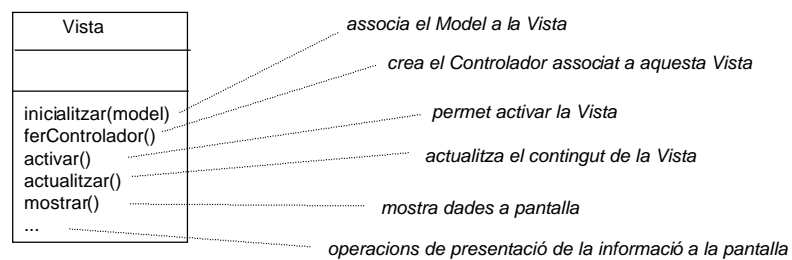 Vista
associa el Model a la Vista
crea el Controlador associat a aquesta Vista
inicialitzar(model)
ferControlador()
permet activar la Vista
activar()
actualitza el contingut de la Vista
actualitzar()
mostrar()
mostra dades a pantalla
...
operacions de presentació de la informació a la pantalla